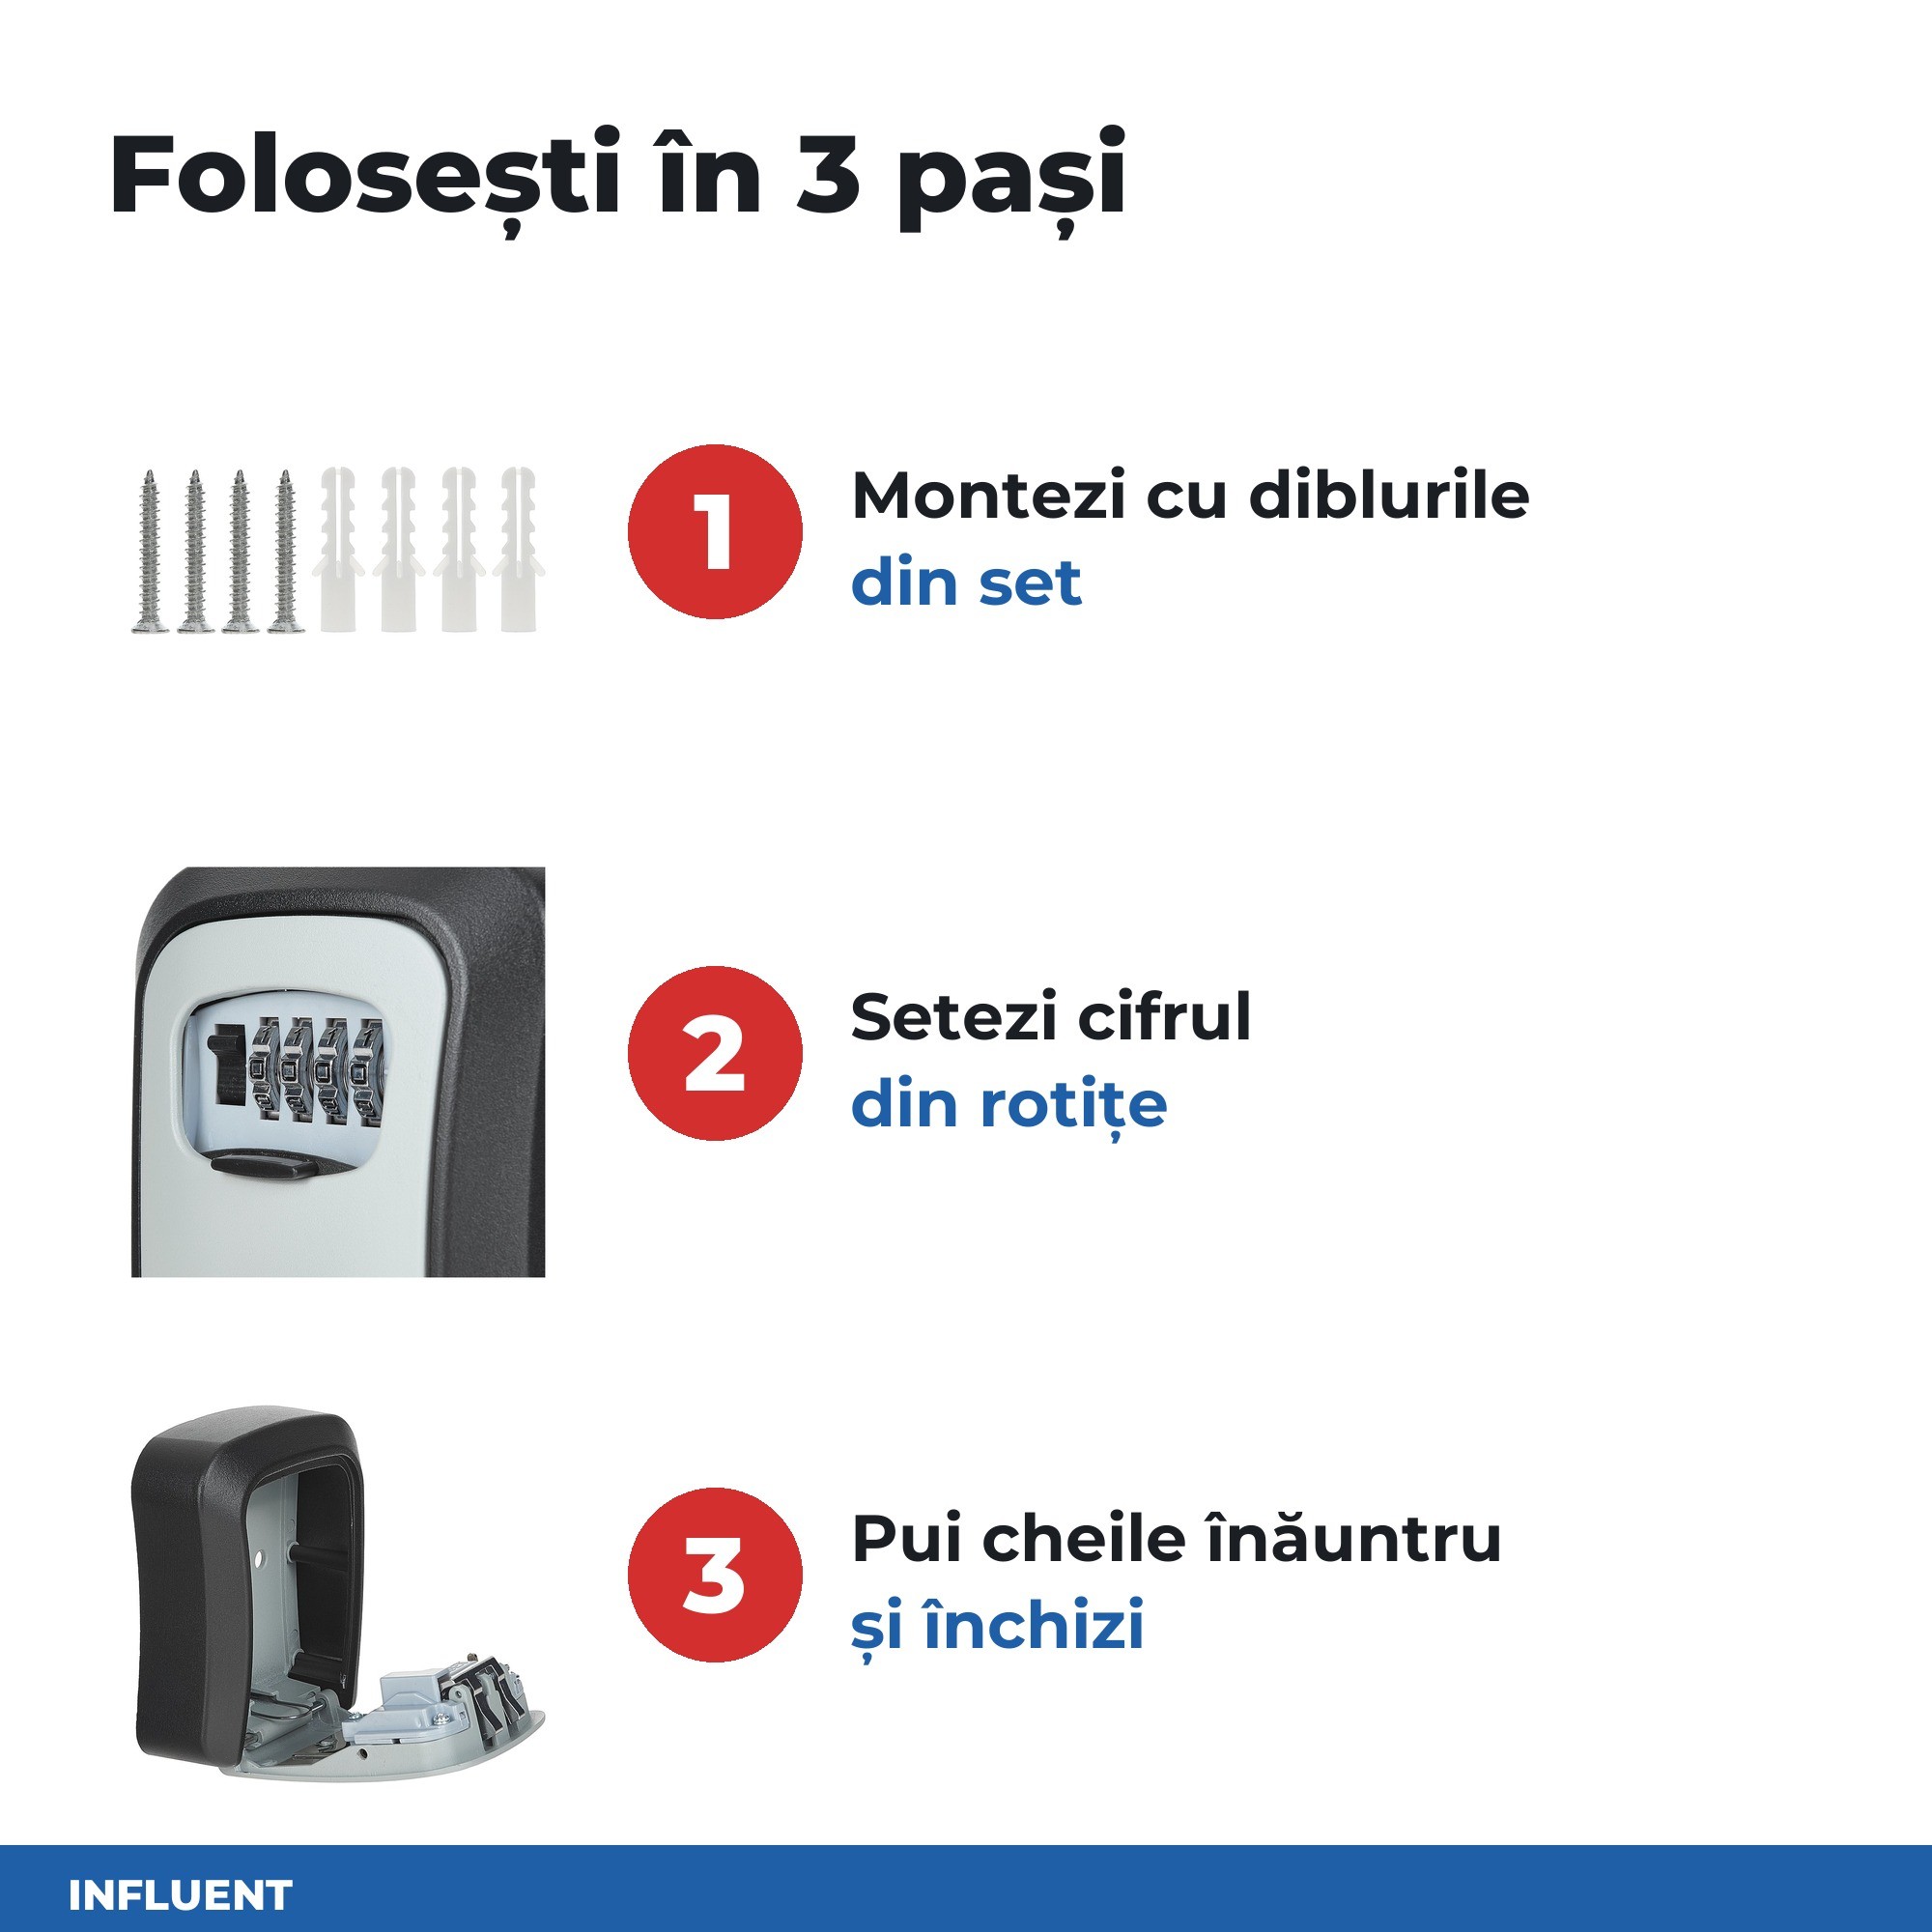 Folosești în 3 pași
1
Montezi cu diblurile
din set
2
Setezi cifrul
din rotițe
3
Pui cheile înăuntru
și închizi
INFLUENT